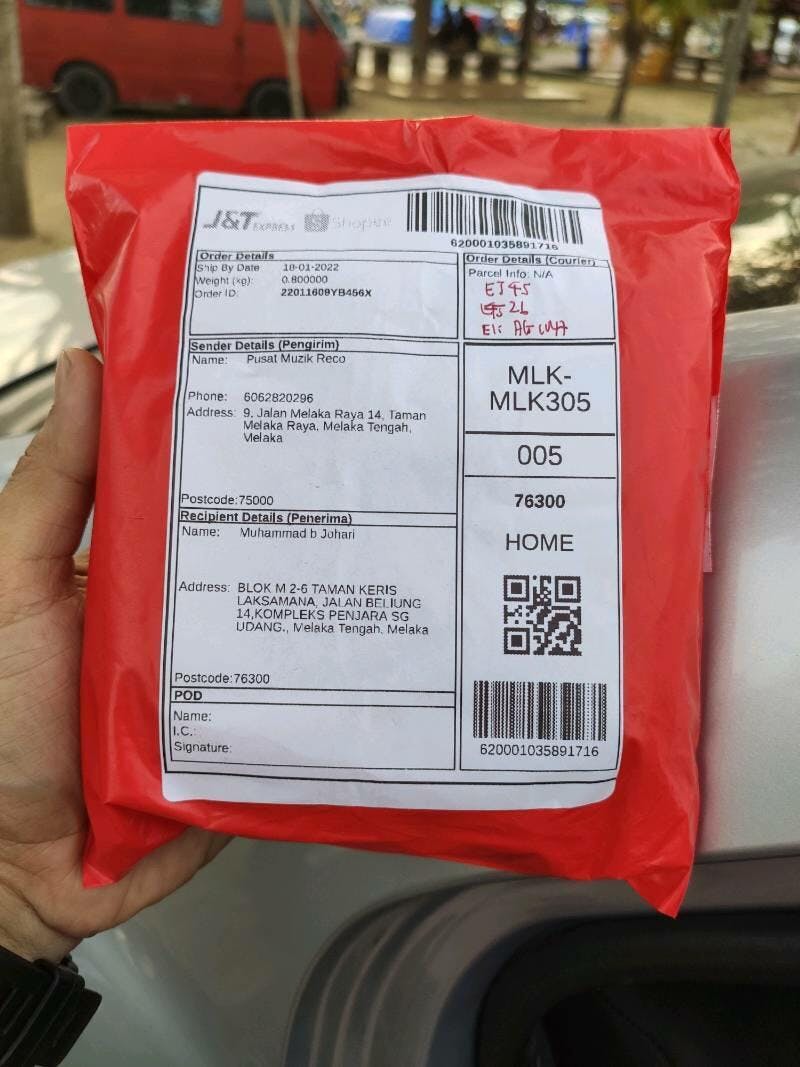 J&T EXPRESS Shopee
620001035891716
Order Details
Ship By Date 18-01-2022
Weight (kg): 0.800000
Order ID: 22011609YB456X
Order Details (Courier)
Parcel Info: N/A
EJ45
26
Sender Details (Pengirim)
Name: Pusat Muzik Reco
Phone: 6062820296
Address: 9, Jalan Melaka Raya 14, Taman
Melaka Raya, Melaka Tengah,
Melaka
Postcode:75000
MLK-
MLK305
005
76300
HOME
Recipient Details (Penerima)
Name: Muhammad b Johari
Address: BLOK M 2-6 TAMAN KERIS
LAKSAMANA, JALAN BELIUNG
14,KOMPLEKS PENJARA SG
UDANG., Melaka Tengah, Melaka
Postcode:76300
POD
Name:
I.C.:
Signature:
620001035891716